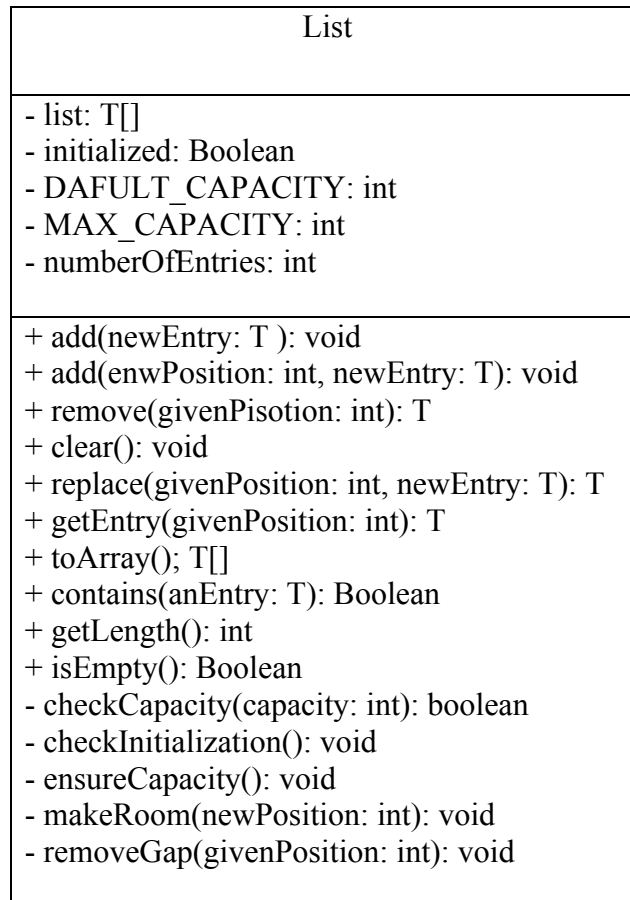 List
- list: T[]
- initialized: Boolean
- DAFULT_CAPACITY: int
- MAX_CAPACITY: int
- numberOfEntries: int
+ add(newEntry: T ): void
+ add(enwPosition: int, newEntry: T): void
+ remove(givenPisotion: int): T
+ clear(): void
+ replace(givenPosition: int, newEntry: T): T
+ getEntry(givenPosition: int): T
+ toArray(); T[]
+ contains(anEntry: T): Boolean
+ getLength(): int
+ isEmpty(): Boolean
- checkCapacity(capacity: int): boolean
- checkInitialization(): void
- ensureCapacity(): void
- makeRoom(newPosition: int): void
- removeGap(givenPosition: int): void